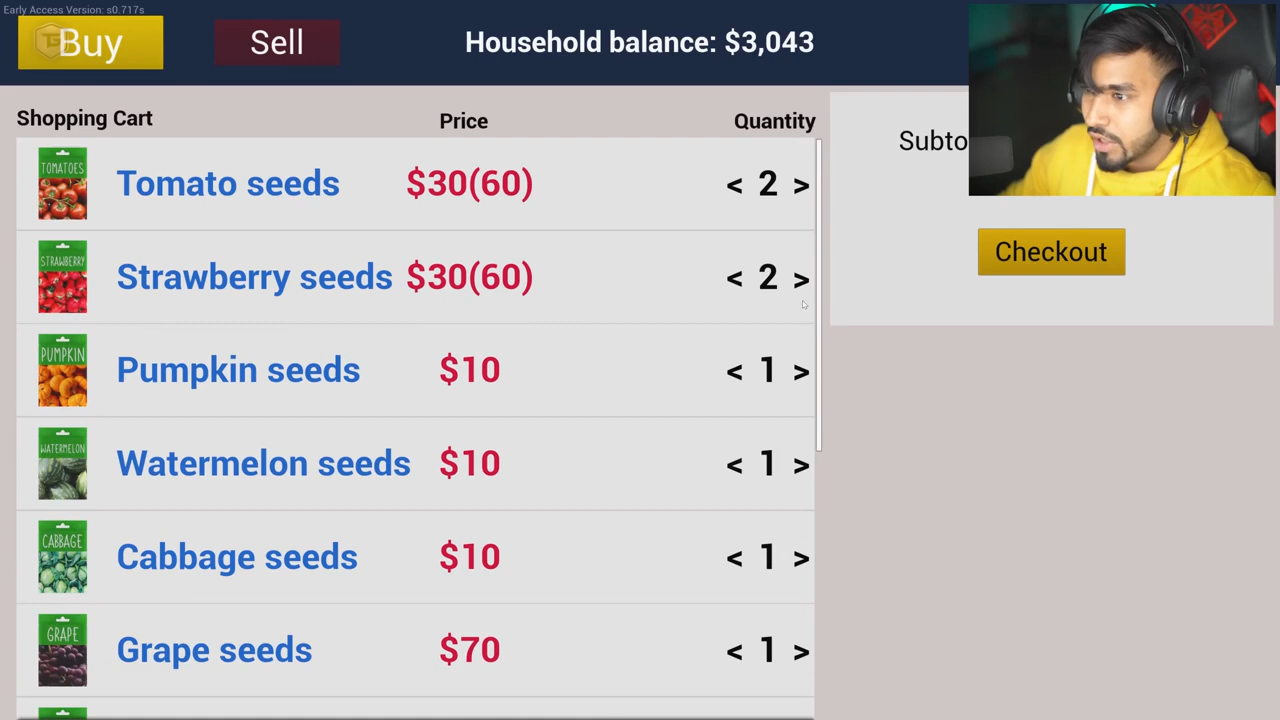 Early Access Version: s0.717s
Buy
Sell
Household balance: $3,043
Shopping Cart
Price
Quantity
Subto
Checkout
TOMATOES
Tomato seeds
$30(60)
< 2 >
STRAWBERRY
Strawberry seeds
$30(60)
< 2 >
PUMPKIN
Pumpkin seeds
$10
< 1 >
WATERMELON
Watermelon seeds
$10
< 1 >
CABBAGE
Cabbage seeds
$10
< 1 >
GRAPE
Grape seeds
$70
< 1 >